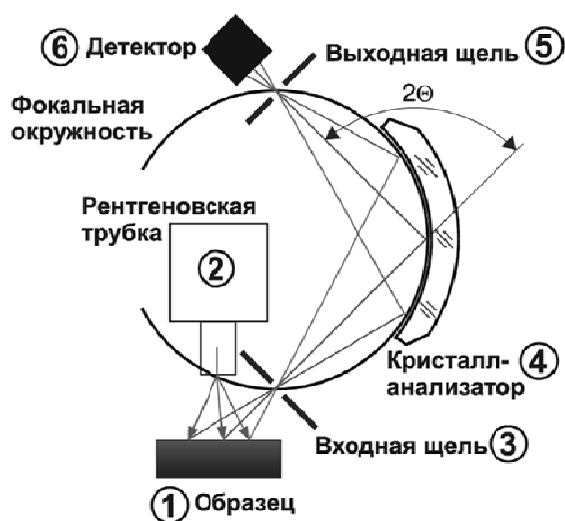 ⑥ Детектор
Выходная щель ⑤
Фокальная
окружность
2Θ
Рентгеновская
трубка
②
Кристалл-
анализатор ④
Входная щель ③
① Образец